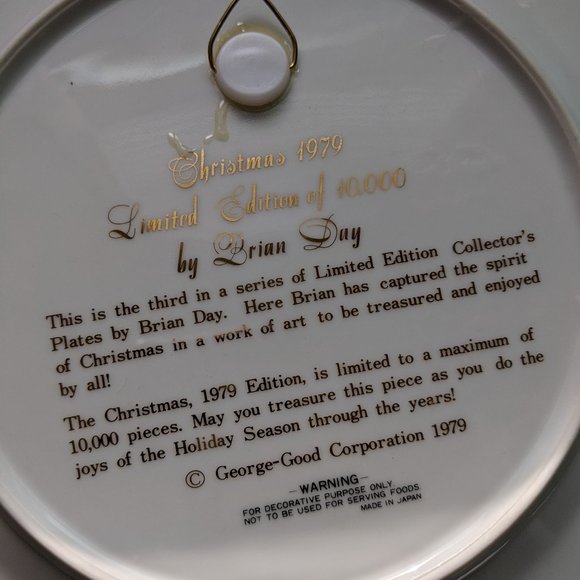 Christmas 1979
Limited Edition of 10,000
by Brian Day
This is the third in a series of Limited Edition Collector's
Plates by Brian Day. Here Brian has captured the spirit
of Christmas in a work of art to be treasured and enjoyed
by all!
The Christmas, 1979 Edition, is limited to a maximum of
10,000 pieces. May you treasure this piece as you do the
joys of the Holiday Season through the years!
© George-Good Corporation 1979
—WARNING—
FOR DECORATIVE PURPOSE ONLY
NOT TO BE USED FOR SERVING FOODS
MADE IN JAPAN